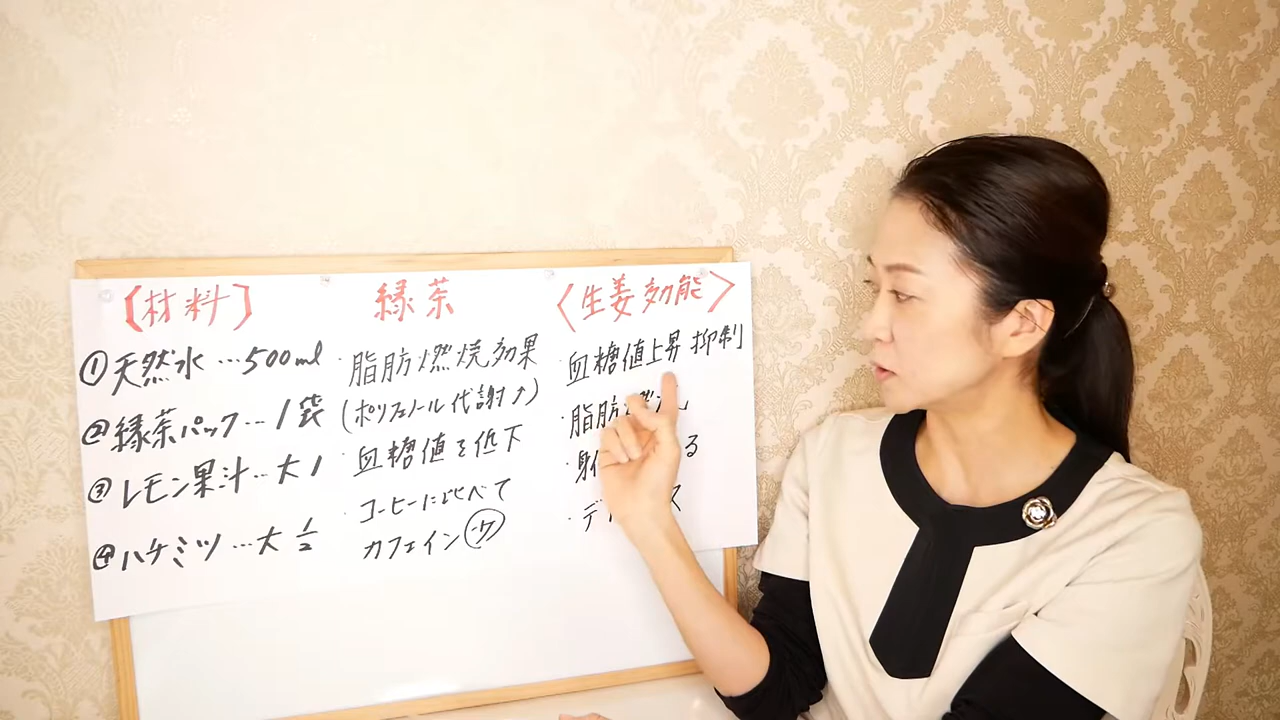 【材料】
①天然水…500ml
②緑茶パック…1袋
③レモン果汁…大1
④ハチミツ…大1/2
緑茶
・脂肪燃焼効果
(ポリフェノール代謝↑)
・血糖値を低下
・コーヒーに比べて
カフェイン
〈生姜効能〉
・血糖値上昇抑制
・脂肪
・身体
・デ